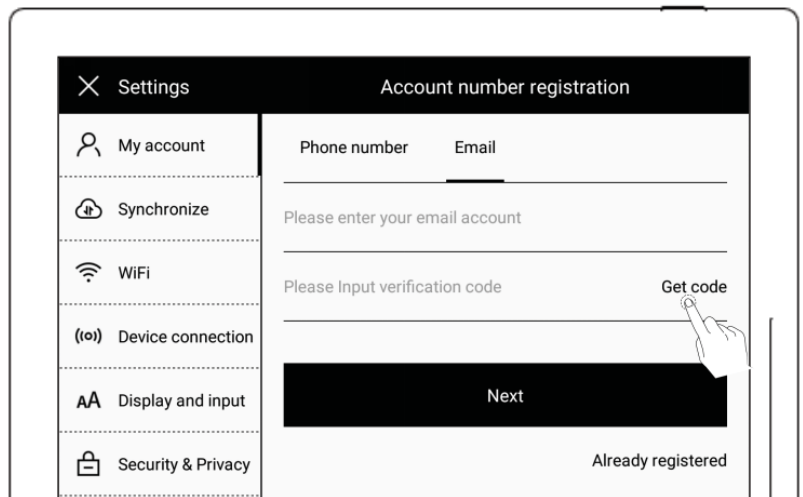 Settings
Account number registration
My account
Synchronize
WiFi
Device connection
AA Display and input
Security & Privacy
Phone number Email
Please enter your email account
Please Input verification code Get code
Next
Already registered